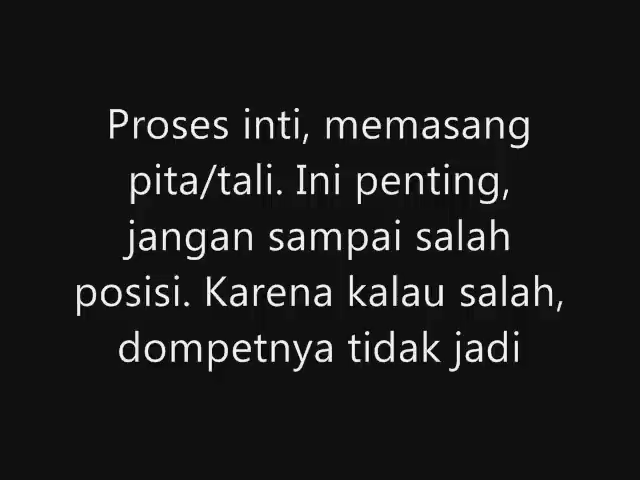 Proses inti, memasang
pita/tali. Ini penting,
jangan sampai salah
posisi. Karena kalau salah,
dompetnya tidak jadi